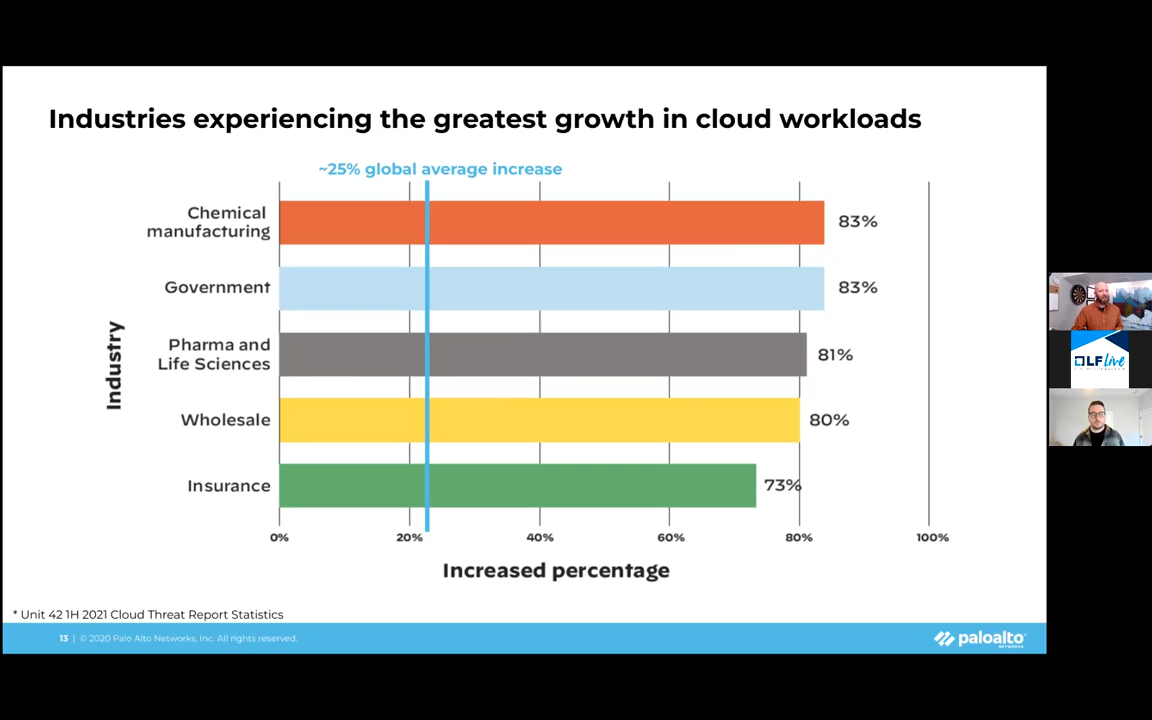 Industries experiencing the greatest growth in cloud workloads
~25% global average increase
Chemical
manufacturing
83%
Government
83%
Pharma and
Life Sciences
81%
Wholesale
80%
Insurance
73%
Industry
0% 20% 40% 60% 80% 100%
Increased percentage
* Unit 42 1H 2021 Cloud Threat Report Statistics
13 | © 2020 Palo Alto Networks, Inc. All rights reserved.
paloalto
NETWORKS
LF live